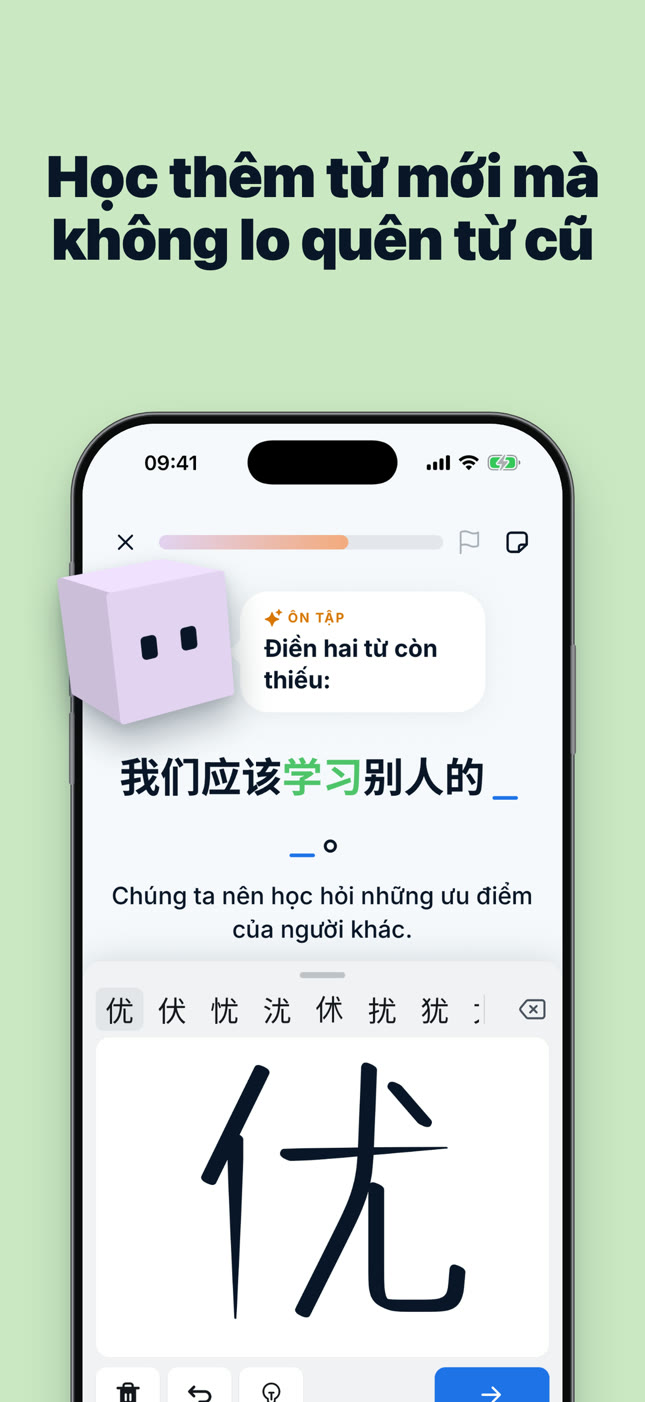 Học thêm từ mới mà
không lo quên từ cũ
09:41
ÔN TẬP
Điền hai từ còn
thiếu:
我们应该学习别人的 _
_ 。
Chúng ta nên học hỏi những ưu điểm
của người khác.
优 伏 忧 沋 休 扰 犹
优